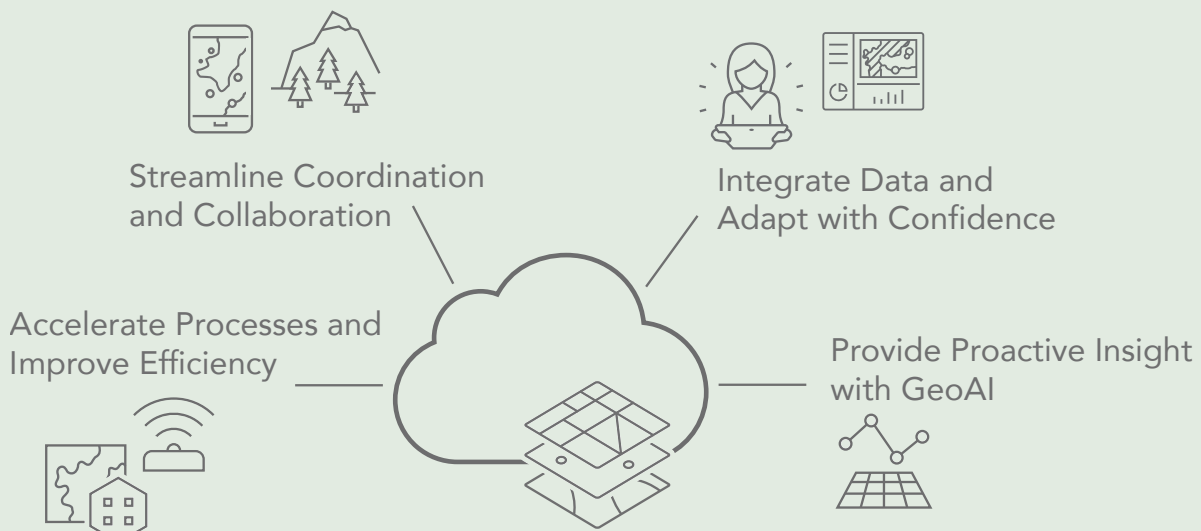 Streamline Coordination
and Collaboration
Integrate Data and
Adapt with Confidence
Accelerate Processes and
Improve Efficiency
Provide Proactive Insight
with GeoAI